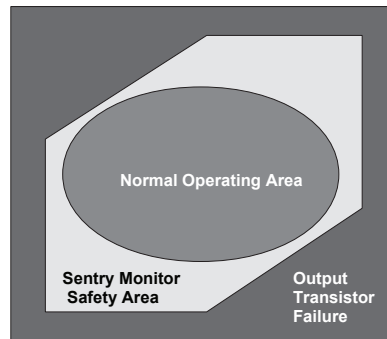 Normal Operating Area
Sentry Monitor
Safety Area
Output
Transistor
Failure